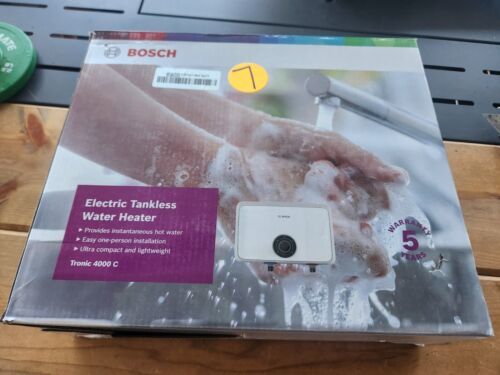 BOSCH
7
Electric Tankless
Water Heater
▸ Provides instantaneous hot water
▸ Easy one-person installation
▸ Ultra compact and lightweight
Tronic 4000 C
WARRANTY
5
YEARS